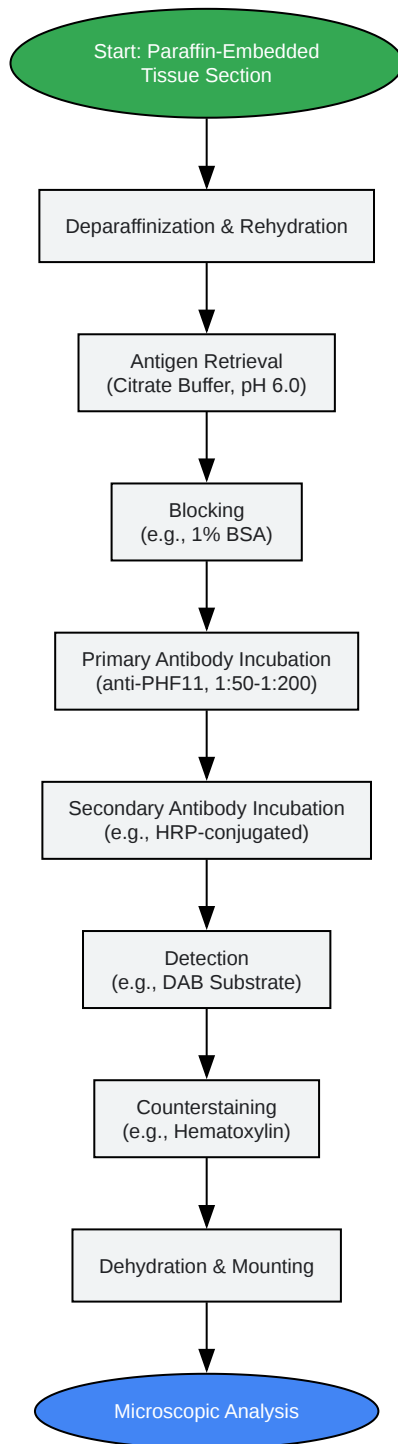 Start: Paraffin-Embedded
Tissue Section
Deparaffinization & Rehydration
Antigen Retrieval
(Citrate Buffer, pH 6.0)
Blocking
(e.g., 1% BSA)
Primary Antibody Incubation
(anti-PHF11, 1:50-1:200)
Secondary Antibody Incubation
(e.g., HRP-conjugated)
Detection
(e.g., DAB Substrate)
Counterstaining
(e.g., Hematoxylin)
Dehydration & Mounting
Microscopic Analysis